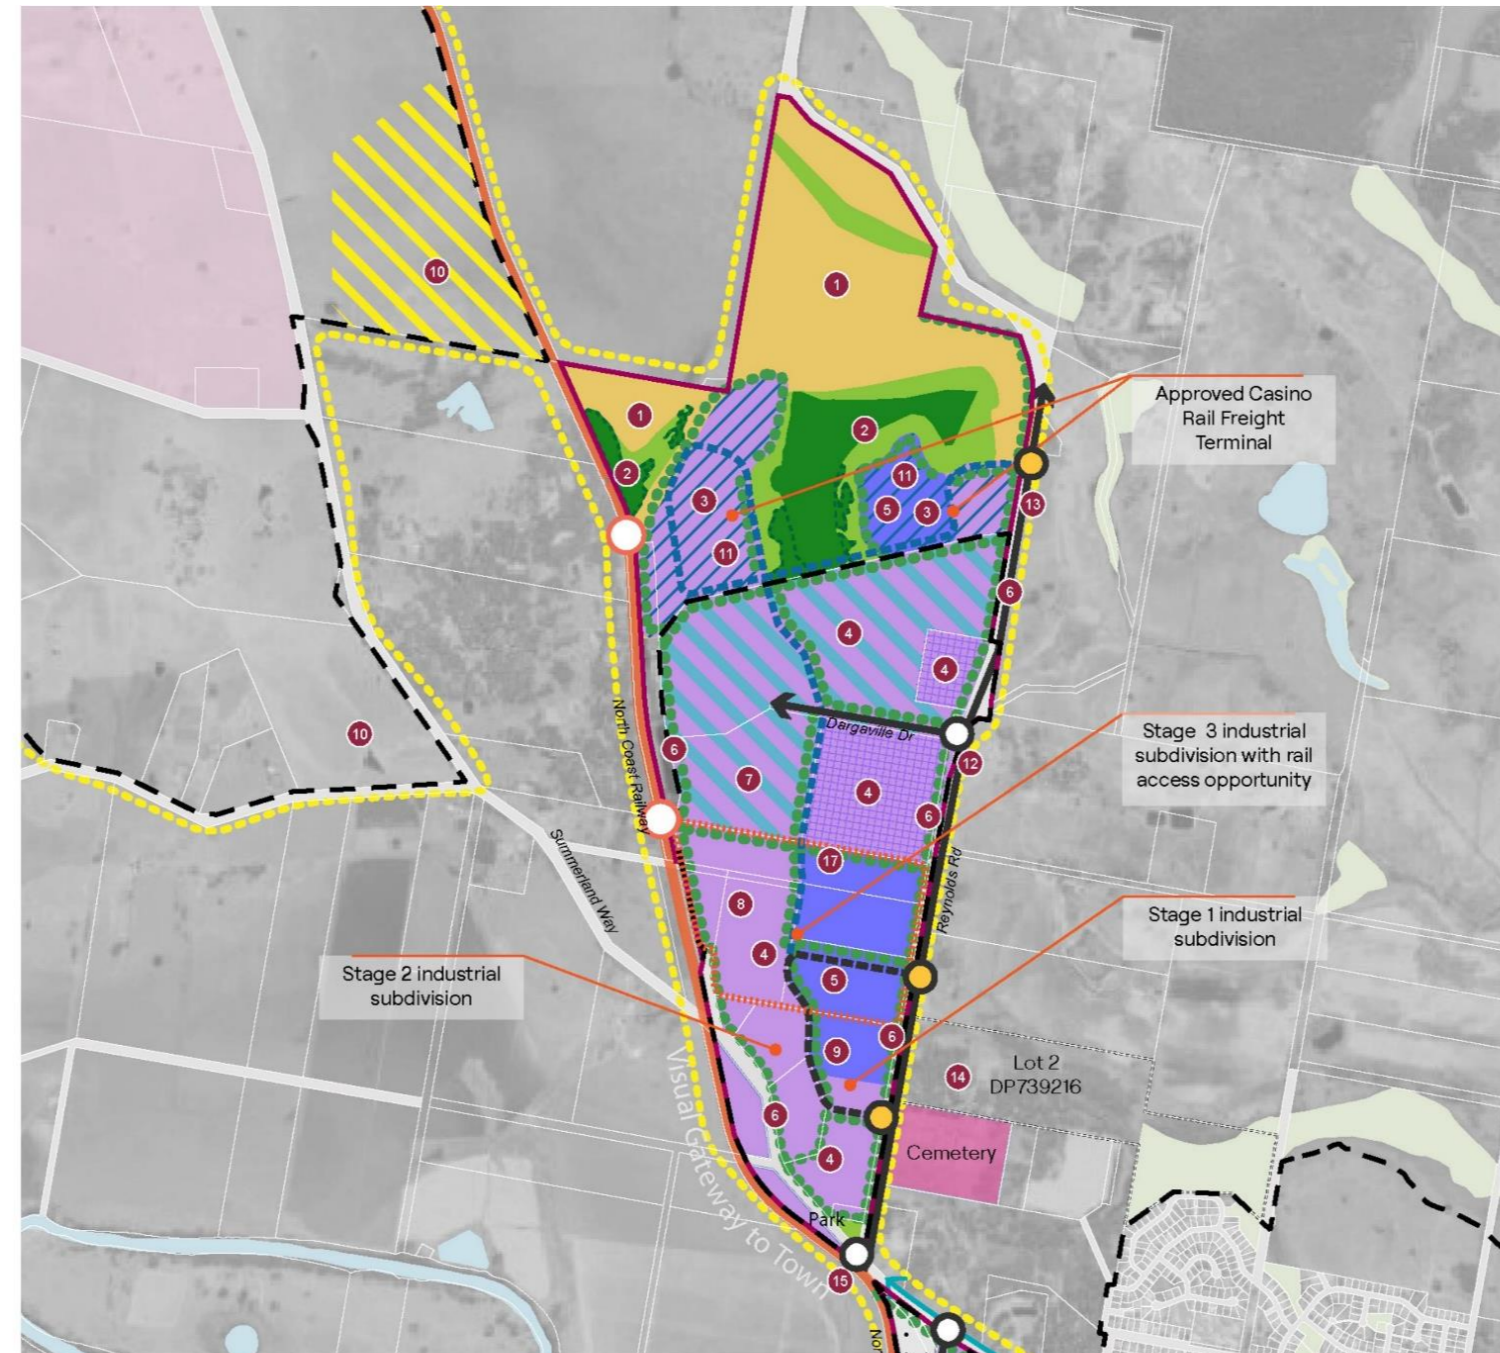 10
1
1
Approved Casino
Rail Freight
Terminal
2
2
11
3
5
3
13
11
6
4
4
North Coast Railway
Dargaville Dr
10
6
12
Stage 3 industrial
subdivision with rail
access opportunity
7
4
6
Summerland Way
17
Reynolds Rd
8
Stage 1 industrial
subdivision
4
Stage 2 industrial
subdivision
5
6
9
14
Lot 2
DP739216
Visual Gateway to Town
6
4
Cemetery
Park
15
Nor